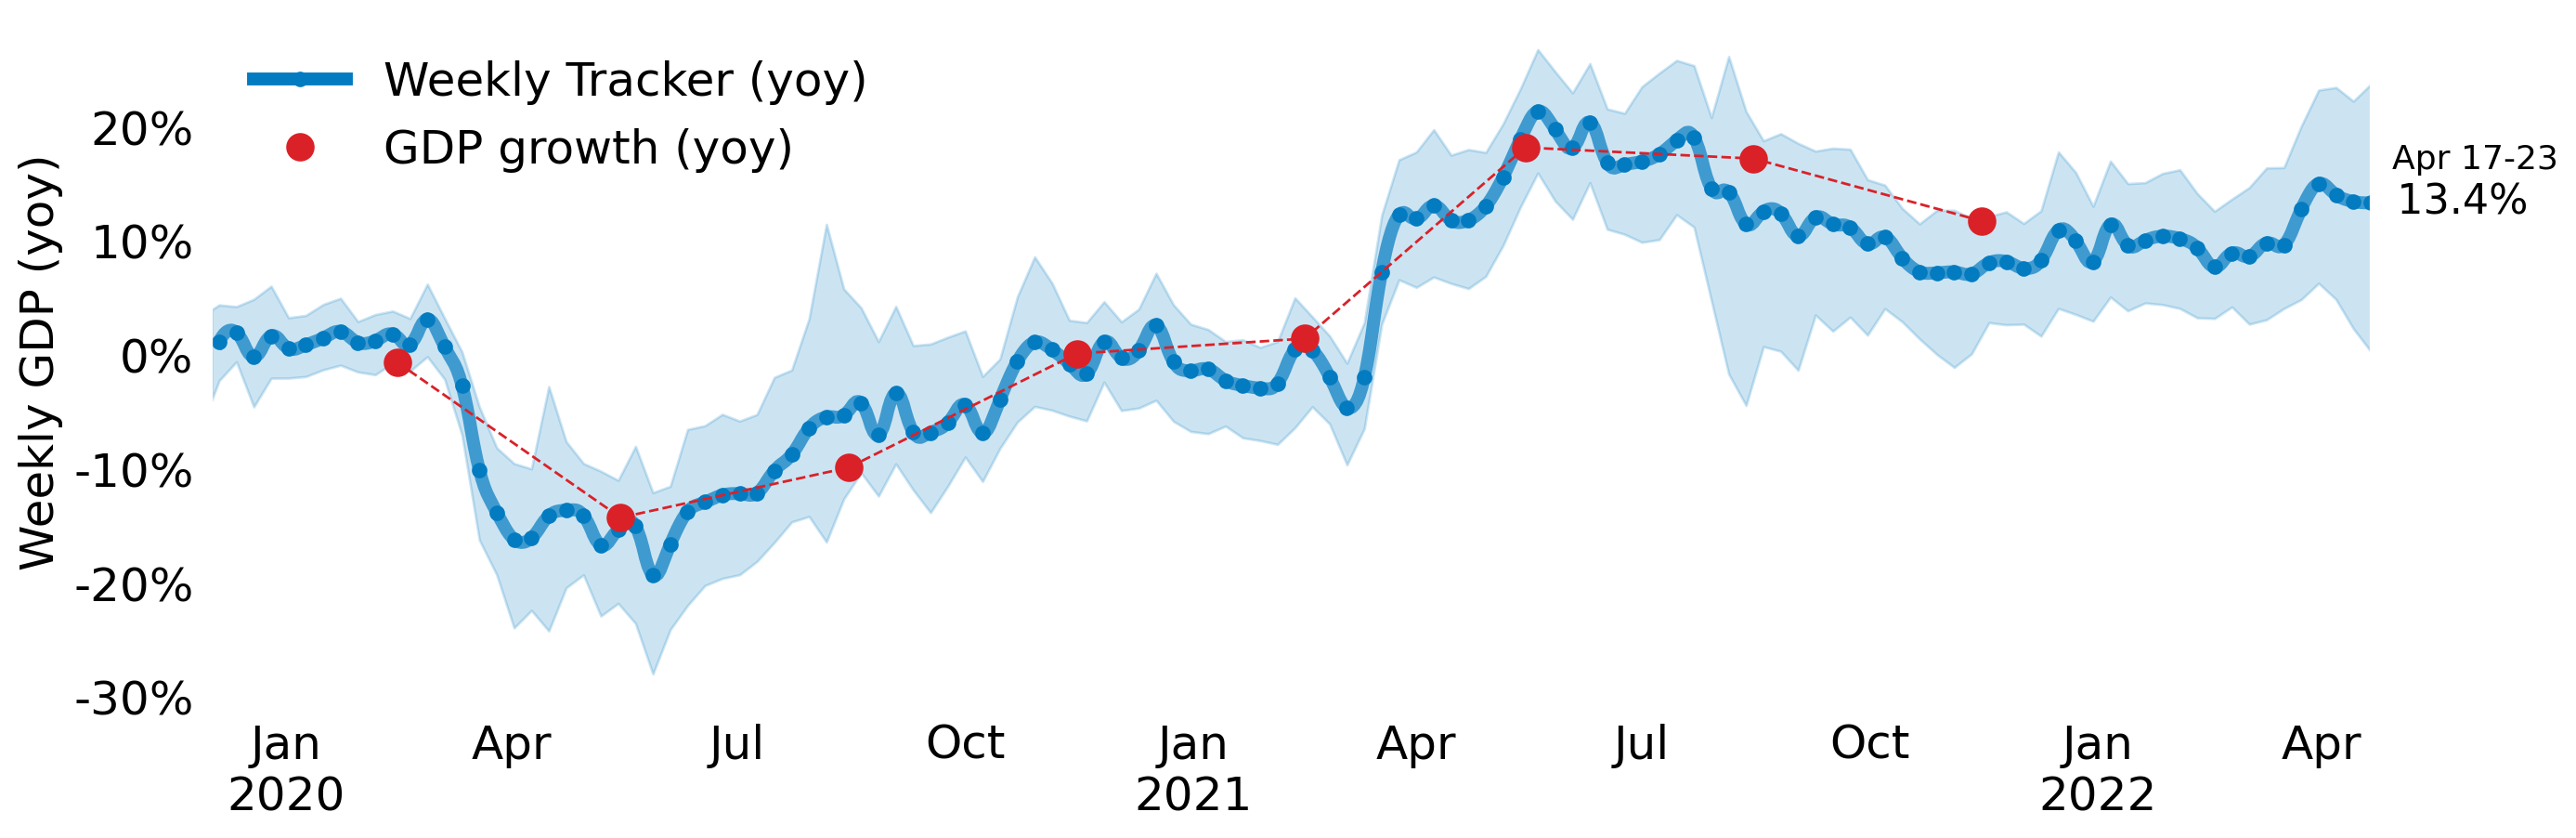 Weekly Tracker (yoy)
GDP growth (yoy)
Weekly GDP (yoy)
20%
10%
0%
-10%
-20%
-30%
Apr 17-23
13.4%
Jan Apr Jul Oct Jan Apr Jul Oct Jan Apr
2020 2021 2022